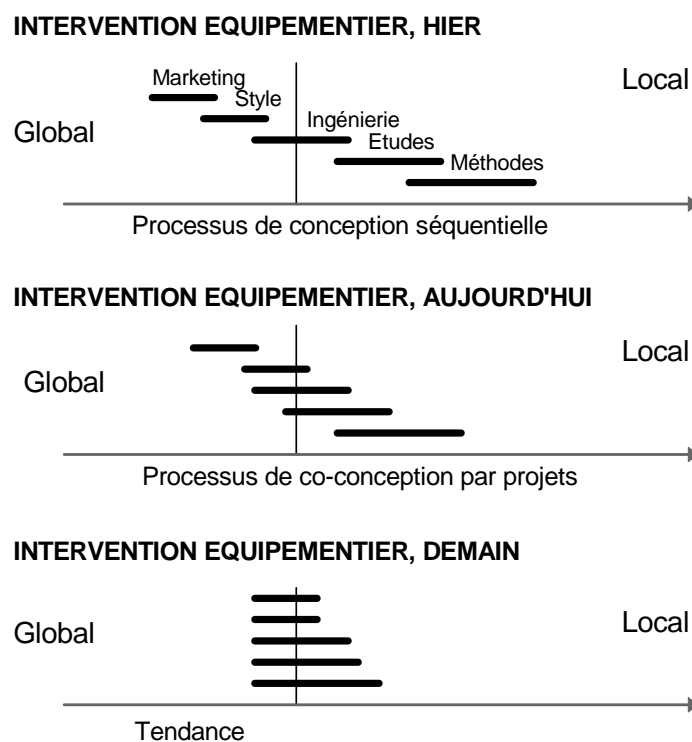 INTERVENTION EQUIPEMENTIER, HIER
Marketing
Local
Style
Global
Ingénierie
Etudes
Méthodes
Processus de conception séquentielle
INTERVENTION EQUIPEMENTIER, AUJOURD'HUI
Local
Global
Processus de co-conception par projets
INTERVENTION EQUIPEMENTIER, DEMAIN
Local
Global
Tendance